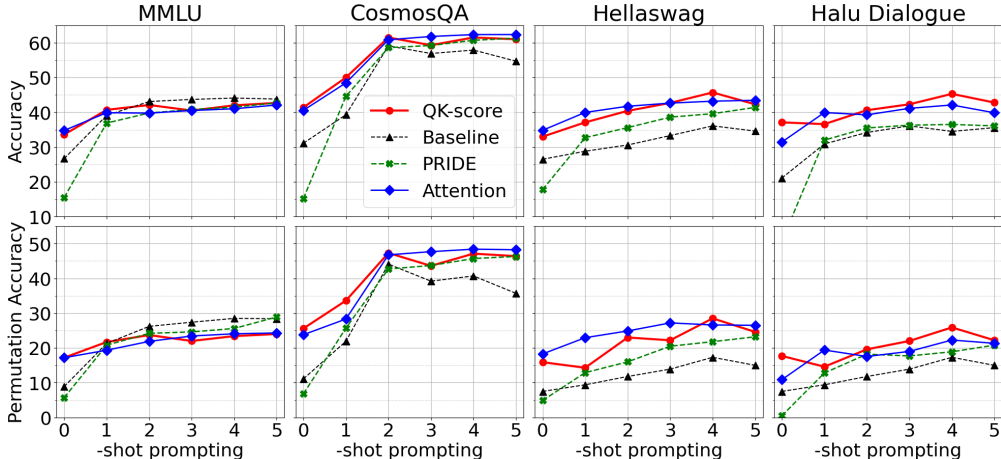 MMLU CosmosQA Hellaswag Halu Dialogue
Accuracy
60
50
40
30
20
10
QK-score
Baseline
PRIDE
Attention
Permutation Accuracy
50
40
30
20
10
0
0 1 2 3 4 5 0 1 2 3 4 5 0 1 2 3 4 5 0 1 2 3 4 5
-shot prompting -shot prompting -shot prompting -shot prompting